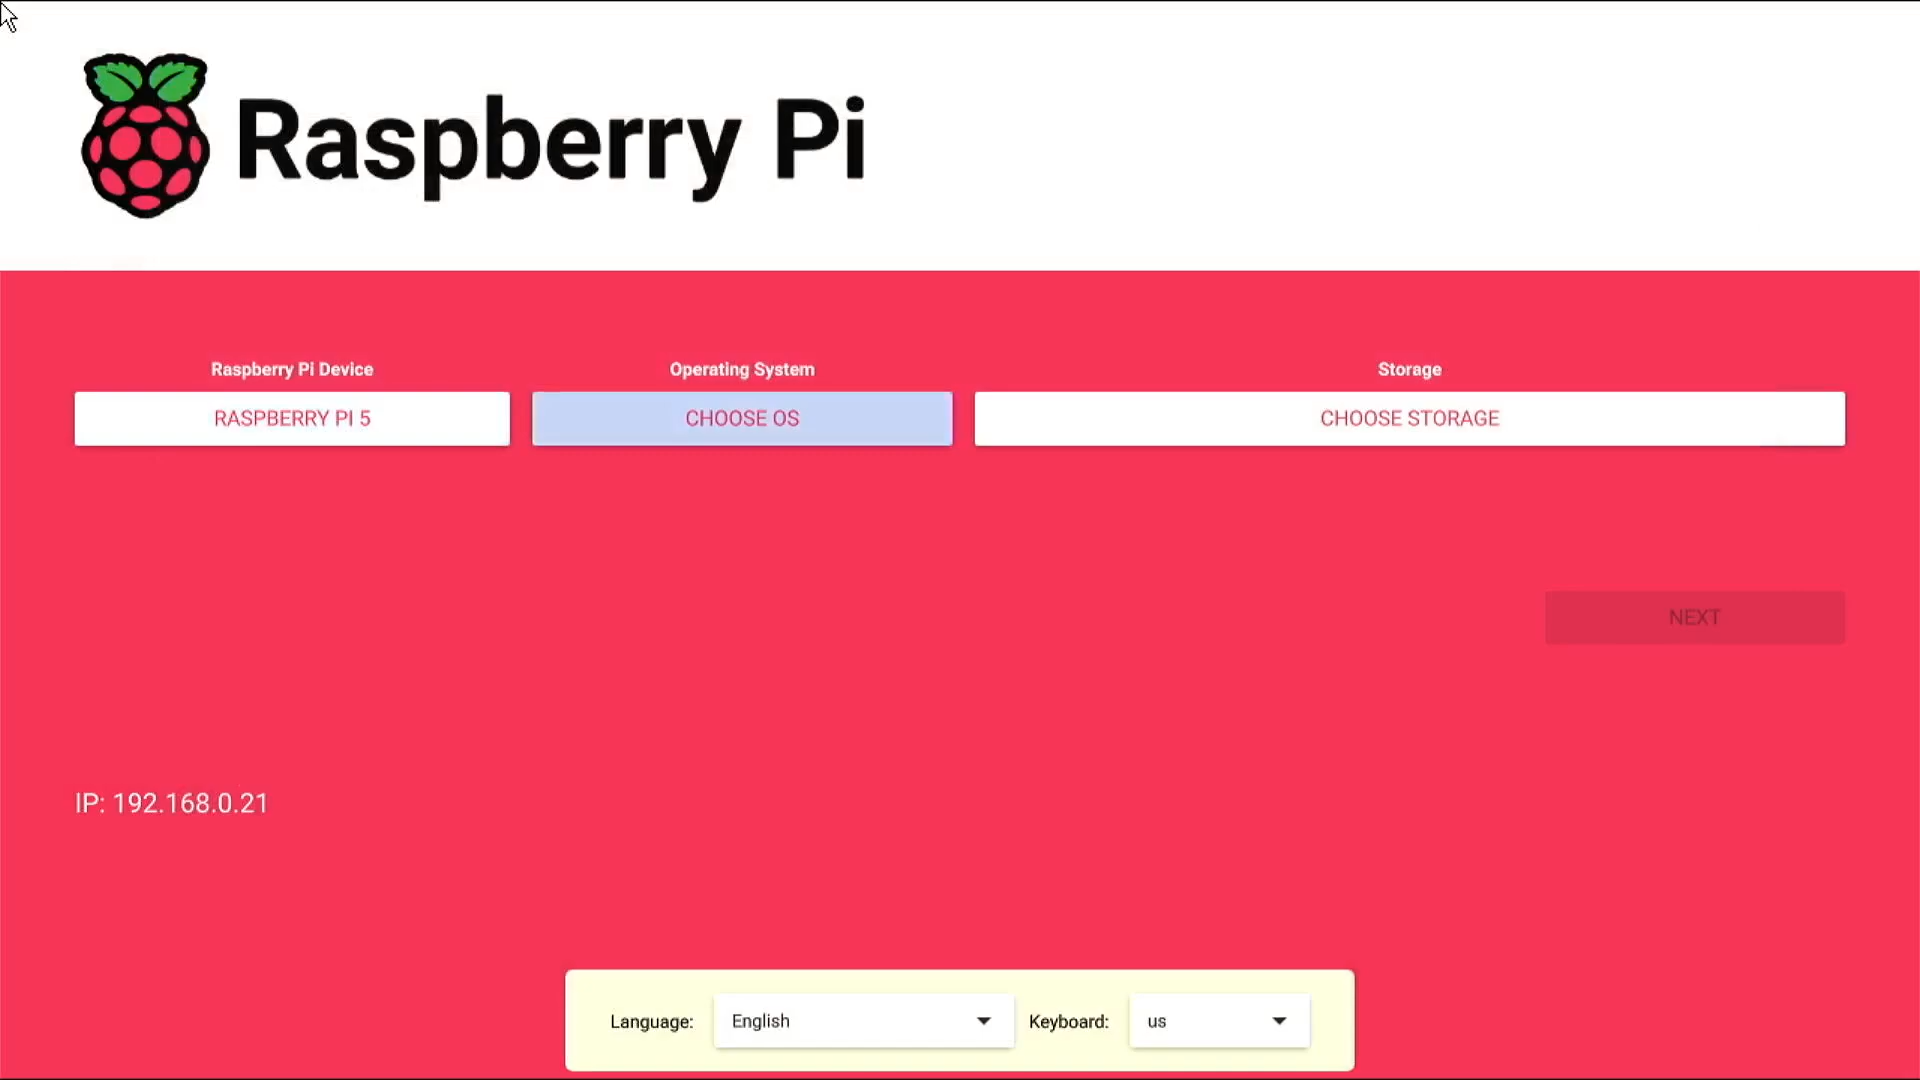 Raspberry Pi
Raspberry Pi Device
Operating System
Storage
RASPBERRY PI 5
CHOOSE OS
CHOOSE STORAGE
NEXT
IP: 192.168.0.21
Language: English Keyboard: us